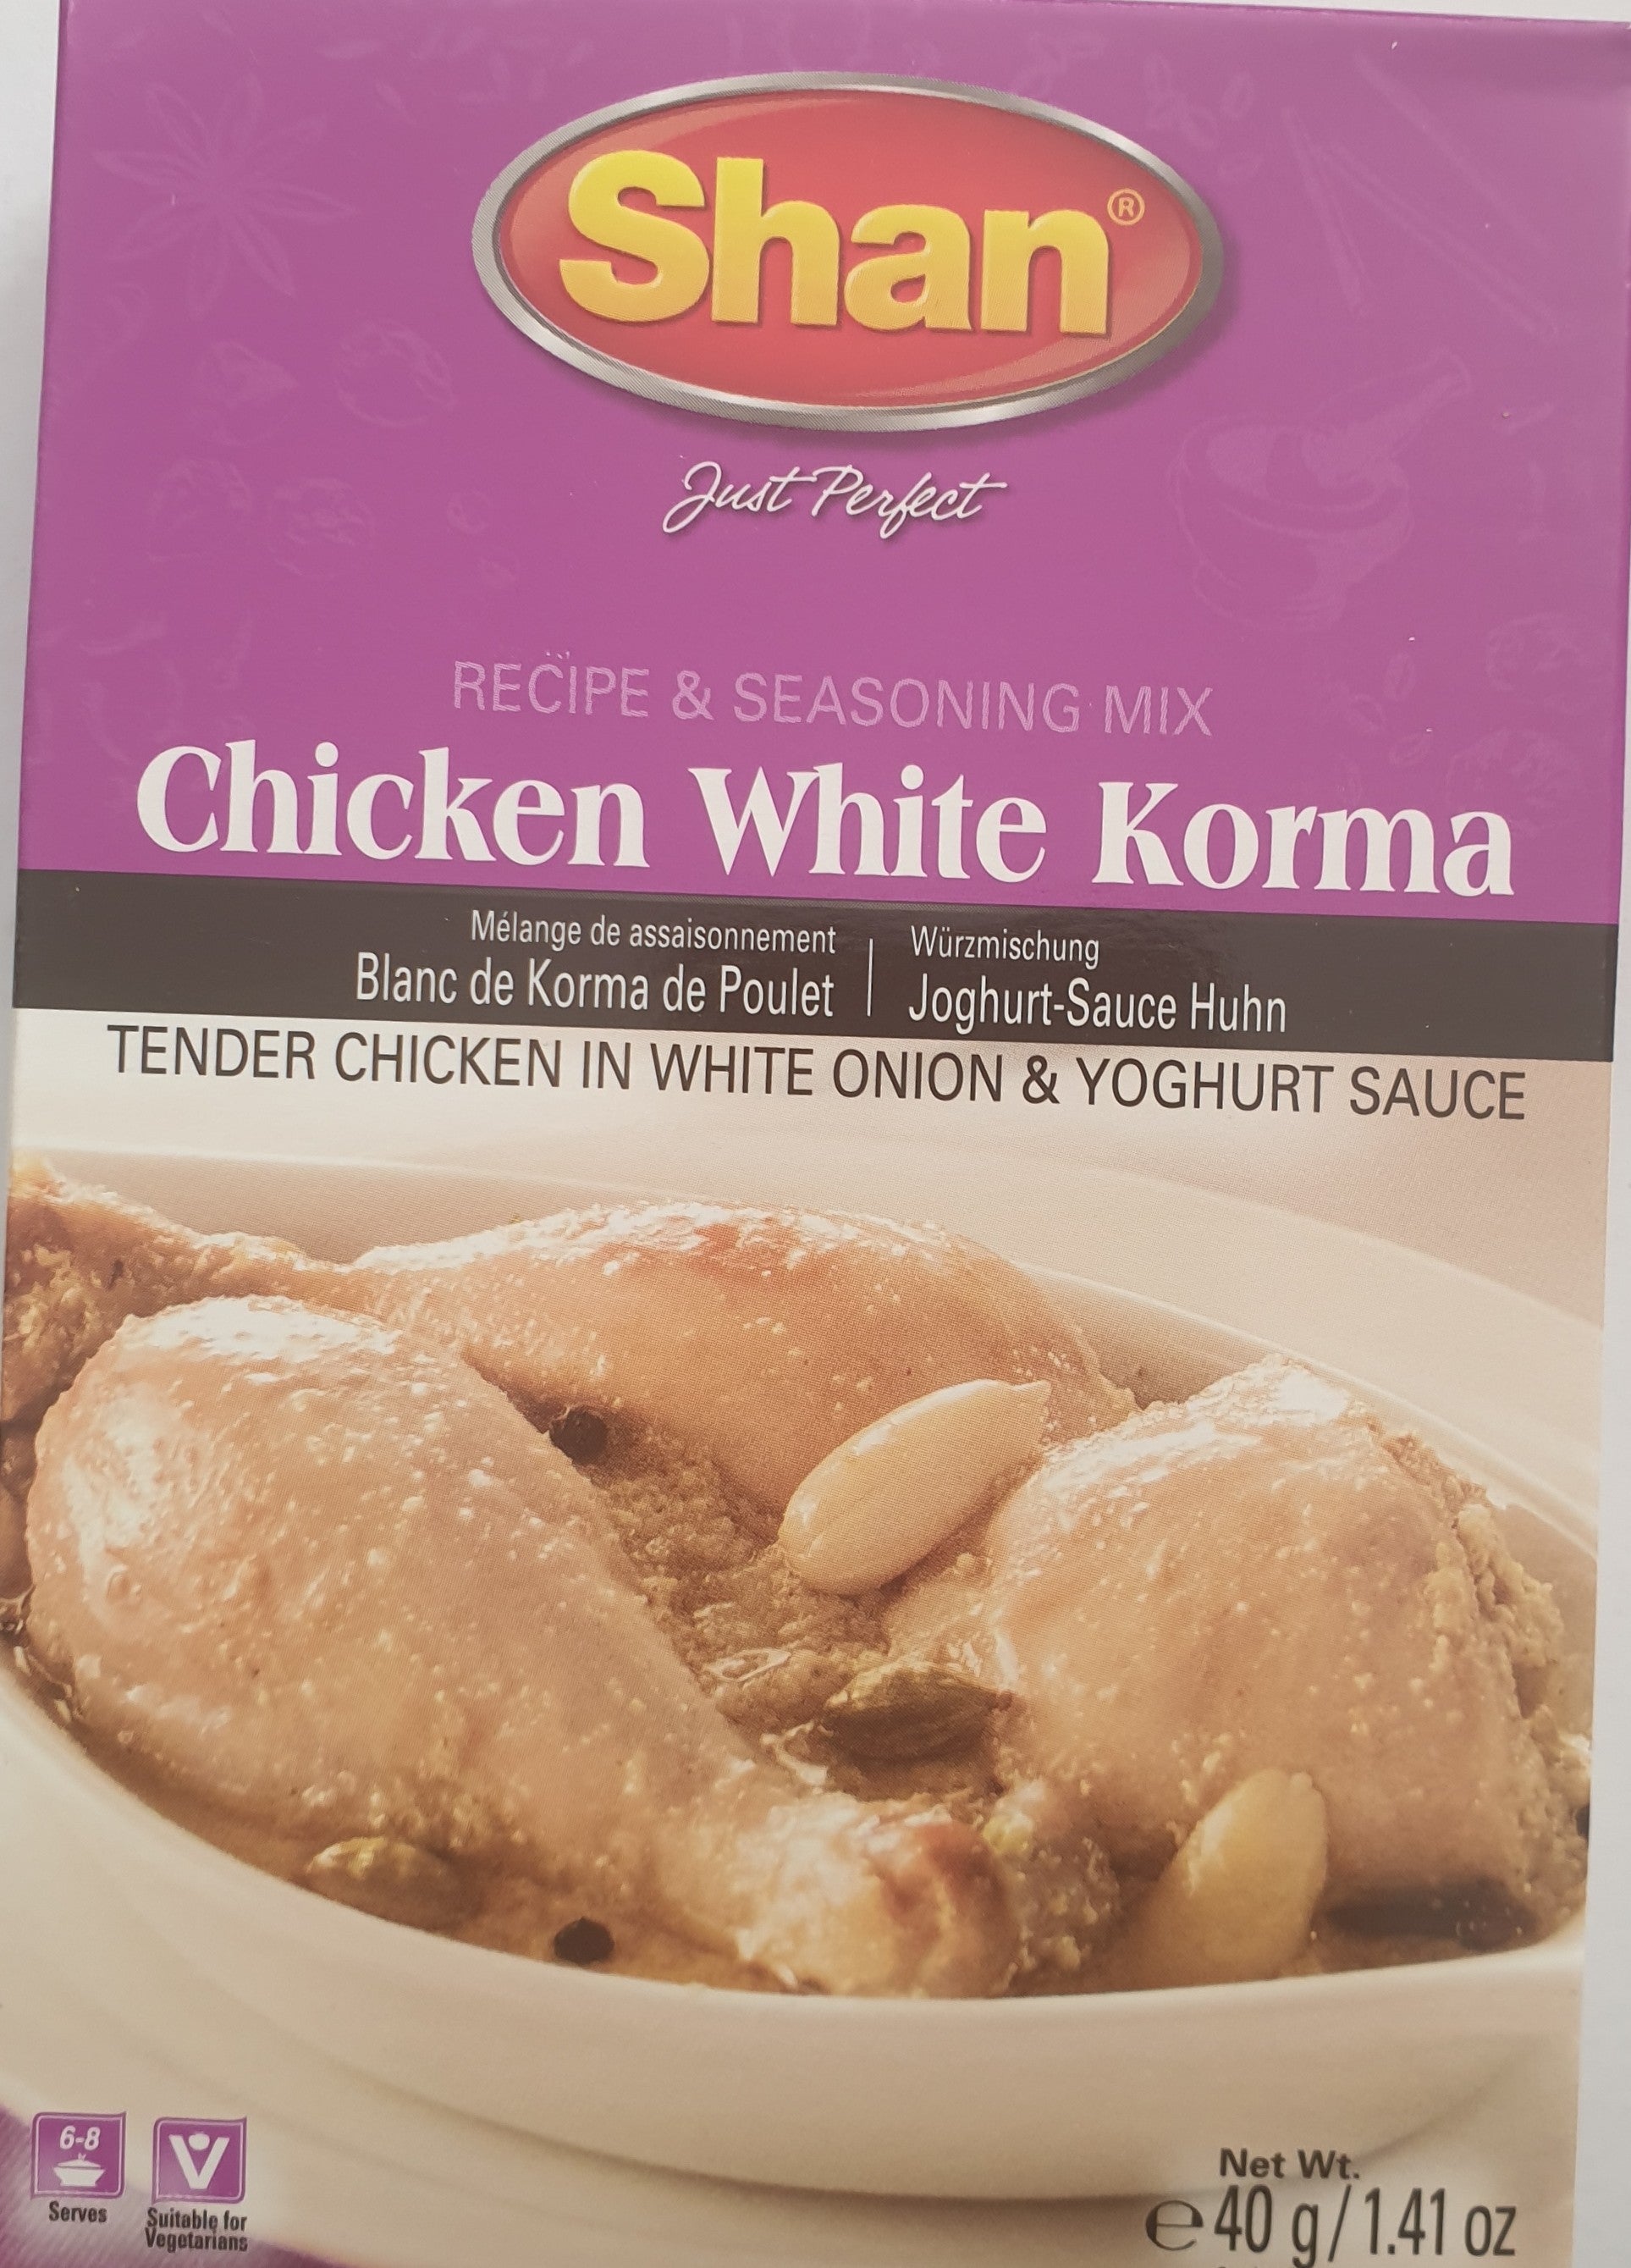 Shan®
Just Perfect
RECIPE & SEASONING MIX
Chicken White Korma
Mélange de assaisonnement
Blanc de Korma de Poulet
Würzmischung
Joghurt-Sauce Huhn
TENDER CHICKEN IN WHITE ONION & YOGHURT SAUCE
6-8
Serves
V
Suitable for
Vegetarians
Net Wt.
℮ 40 g/1.41 oz